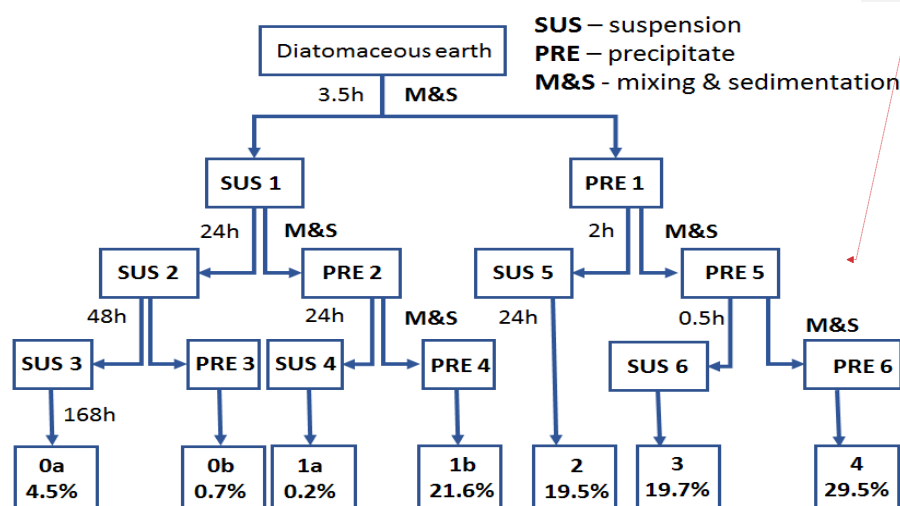 SUS – suspension
PRE – precipitate
M&S - mixing & sedimentation
Diatomaceous earth
3.5h M&S
SUS 1 PRE 1
24h M&S 2h M&S
SUS 2 PRE 2 SUS 5 PRE 5
48h 24h M&S 24h 0.5h M&S
SUS 3 PRE 3 SUS 4 PRE 4 SUS 6 PRE 6
168h
0a 0b 1a 1b 2 3 4
4.5% 0.7% 0.2% 21.6% 19.5% 19.7% 29.5%